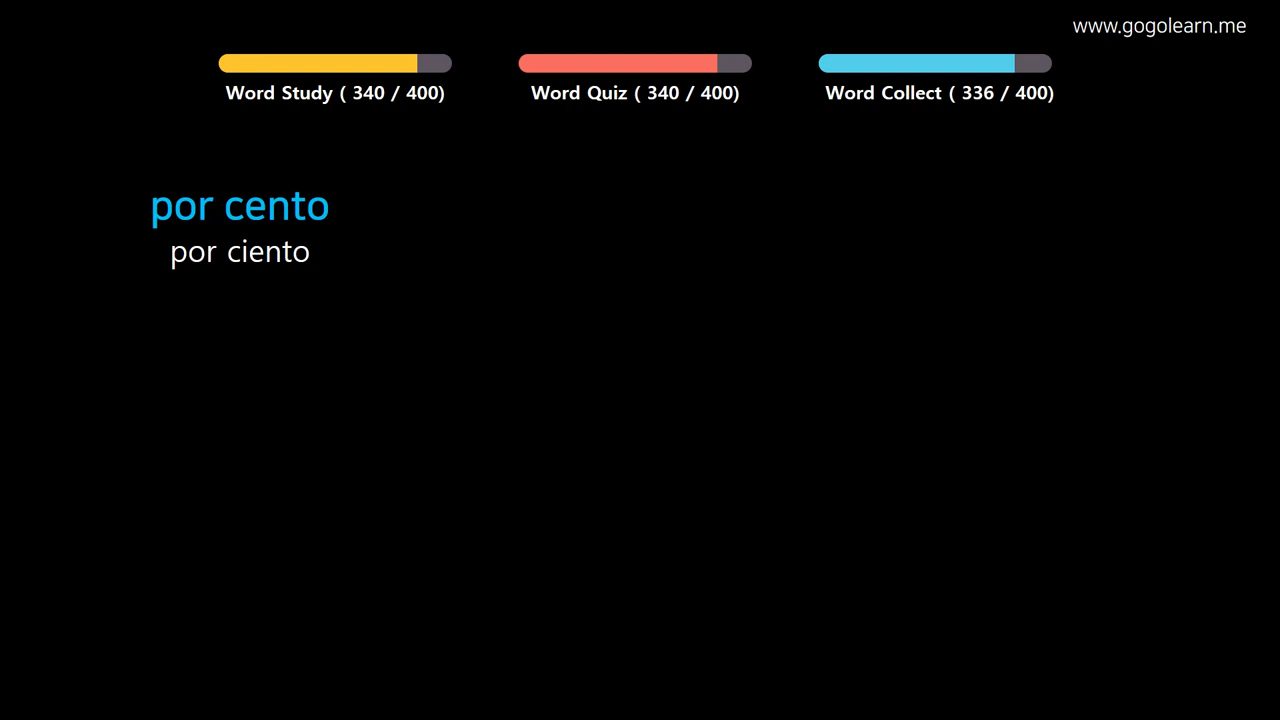 www.gogolearn.me
Word Study ( 340 / 400)
Word Quiz ( 340 / 400)
Word Collect ( 336 / 400)
por cento
por ciento